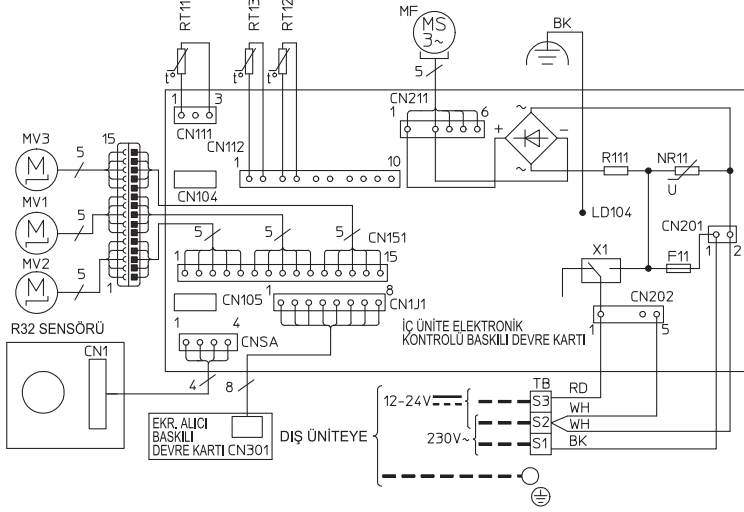 RT11
RT13
RT12
MF
MS
3~
BK
t°
t°
t°
5
1
3
CN111
CN211
1
6
~
+
-
~
R111
NR11
U
CN112
1
10
MV3
15
5
M
CN104
LD104
CN201
1
2
MV1
5
M
5
5
5
CN151
1
15
X1
F11
MV2
5
M
1
CN105
1
8
CN1J1
CN202
1
5
R32 SENSÖRÜ
CN1
4
CNSA
İÇ ÜNİTE ELEKTRONİK
KONTROLÜ BASKILI DEVRE KARTI
4
8
12-24V
TB
S3
RD
S2
WH
WH
230V~
S1
BK
EKR. ALICI
BASKILI
DEVRE KARTI CN301
DIŞ ÜNİTEYE